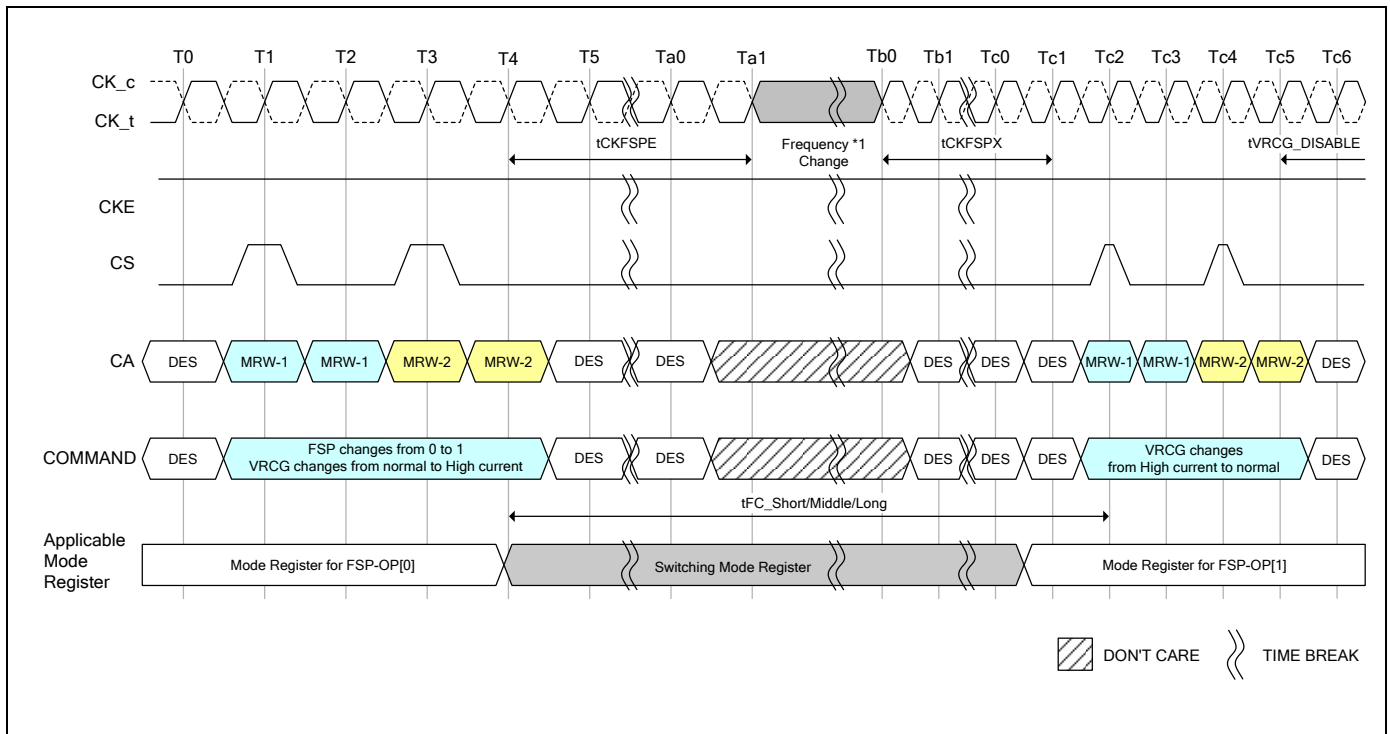 T0 T1 T2 T3 T4 T5 Ta0 Ta1 Tb0 Tb1 Tc0 Tc1 Tc2 Tc3 Tc4 Tc5 Tc6
CK_c
CK_t
tCKFSPE
Frequency *1
Change
tCKFSPX
tVRCG_DISABLE
CKE
CS
CA
DES MRW-1 MRW-1 MRW-2 MRW-2 DES DES DES DES DES MRW-1 MRW-1 MRW-2 MRW-2 DES
COMMAND
DES
FSP changes from 0 to 1
VRCG changes from normal to High current
DES DES DES DES DES
VRCG changes
from High current to normal
DES
tFC_Short/Middle/Long
Applicable
Mode
Register
Mode Register for FSP-OP[0]
Switching Mode Register
Mode Register for FSP-OP[1]
DON'T CARE
TIME BREAK